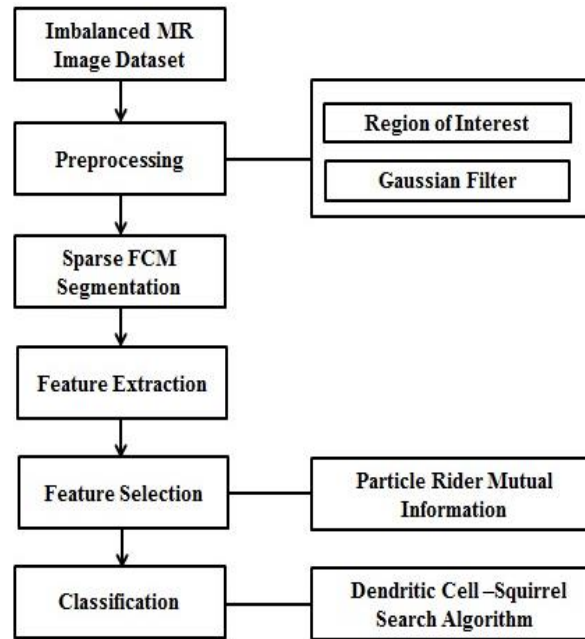 Imbalanced MR
Image Dataset
Preprocessing
Region of Interest
Gaussian Filter
Sparse FCM
Segmentation
Feature Extraction
Feature Selection
Particle Rider Mutual
Information
Classification
Dendritic Cell –Squirrel
Search Algorithm